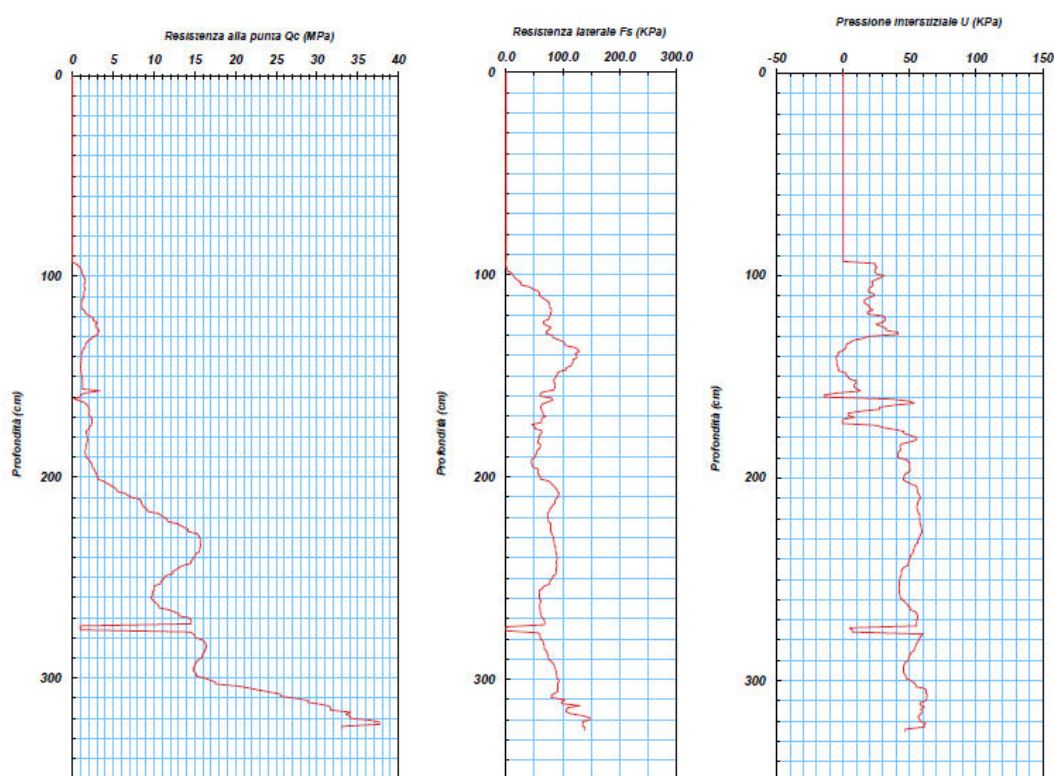 Resistenza alla punta Qc (MPa)
0 5 10 15 20 25 30 35 40
0
100
200
300
Profondità (cm)
Resistenza laterale Fs (KPa)
0.0 100.0 200.0 300.0
0
100
200
300
Profondità (cm)
Pressione interstiziale U (KPa)
-50 0 50 100 150
0
100
200
300
Profondità (cm)